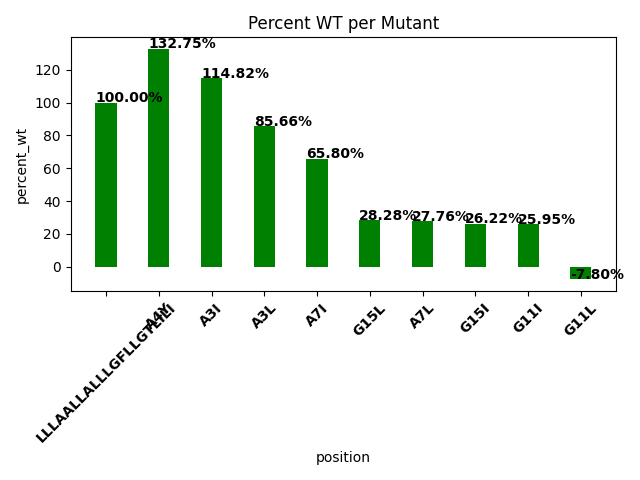 Percent WT per Mutant
percent_wt
120
100
80
60
40
20
0
100.00%
132.75%
114.82%
85.66%
65.80%
28.28%
27.76%
26.22%
25.95%
-7.80%
LLLAALLALLLGFLLGTLILI
A4Y
A3I
A3L
A7I
G15L
A7L
G15I
G11I
G11L
position